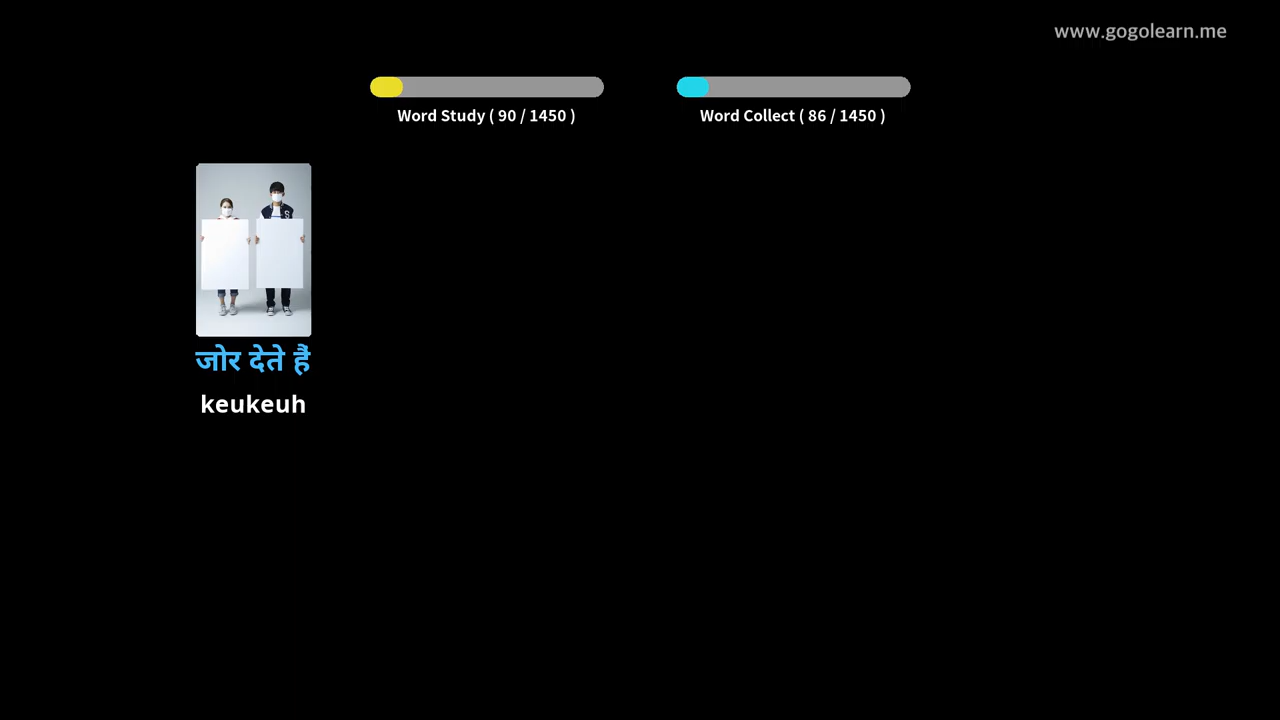 www.gogolearn.me
Word Study ( 90 / 1450 )
Word Collect ( 86 / 1450 )
जोर देते हैं
keukeuh